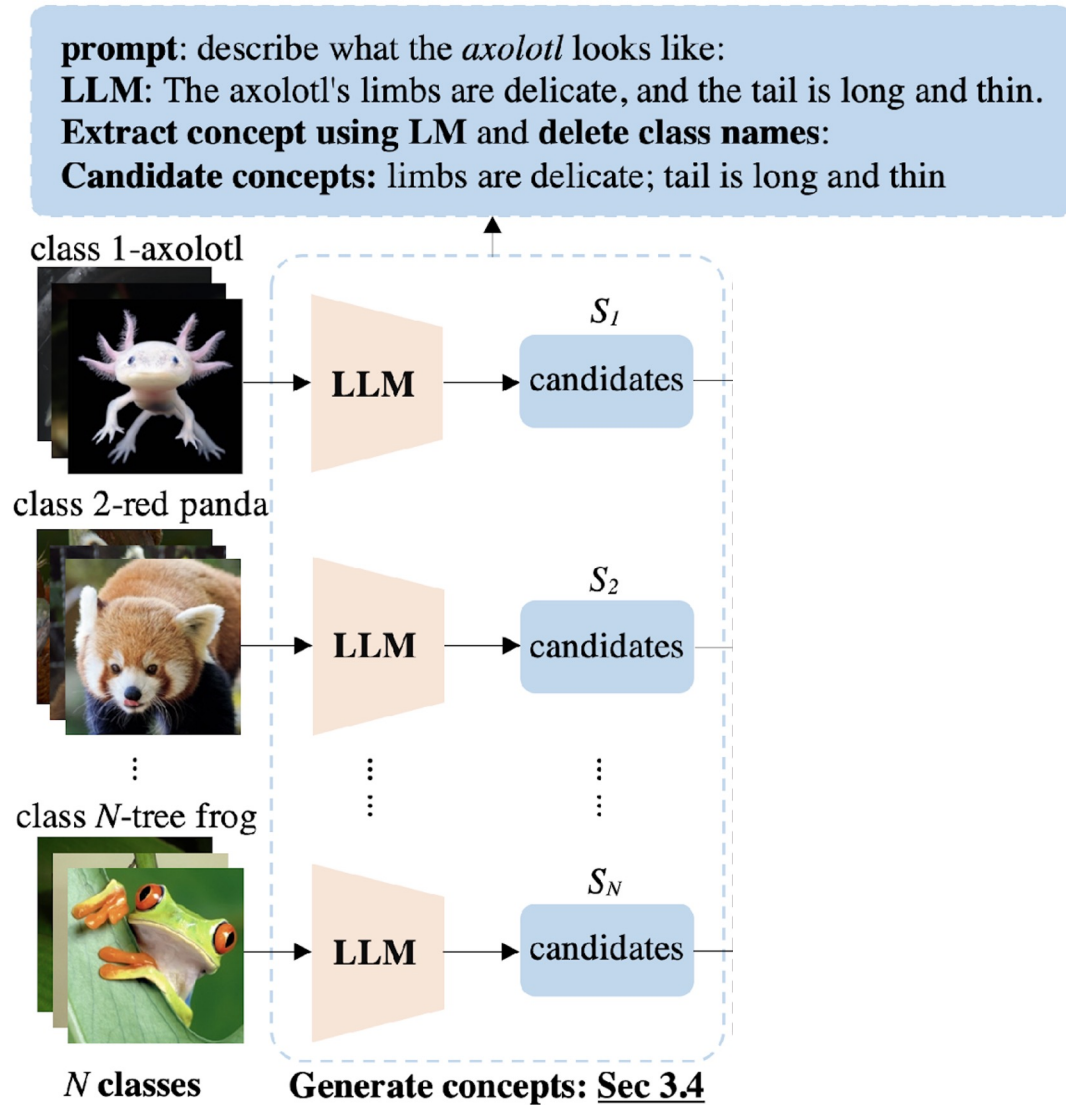 prompt: describe what the axolotl looks like:
LLM: The axolotl's limbs are delicate, and the tail is long and thin.
Extract concept using LM and delete class names:
Candidate concepts: limbs are delicate; tail is long and thin
class 1-axolotl
S1
LLM
candidates
class 2-red panda
S2
LLM
candidates
class N-tree frog
SN
LLM
candidates
N classes
Generate concepts: Sec 3.4